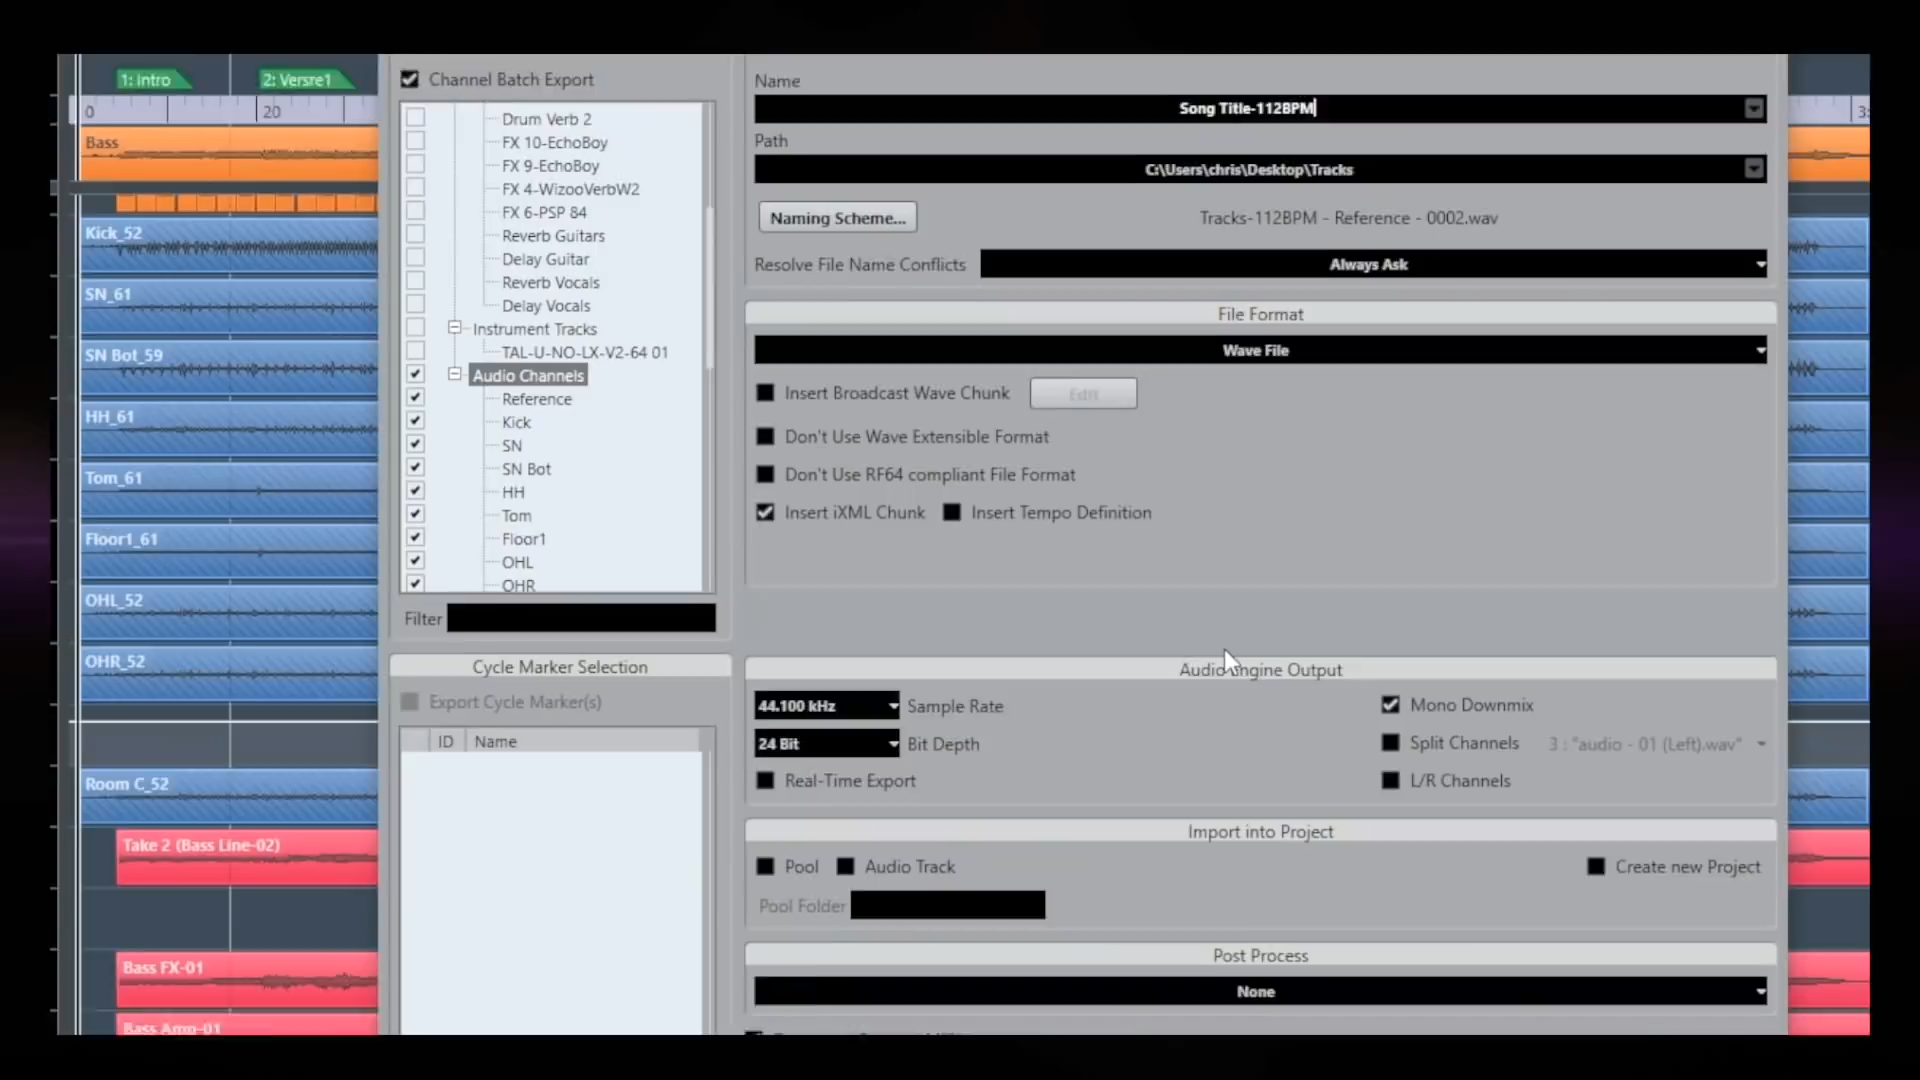 1: Intro
2: Versre1
0
20
3:
Bass
Kick_52
SN_61
SN Bot_59
HH_61
Tom_61
Floor1_61
OHL_52
OHR_52
Room C_52
Take 2 (Bass Line-02)
Bass FX-01
Bass Amp-01
Channel Batch Export
Drum Verb 2
FX 10-EchoBoy
FX 9-EchoBoy
FX 4-WizooVerbW2
FX 6-PSP 84
Reverb Guitars
Delay Guitar
Reverb Vocals
Delay Vocals
Instrument Tracks
TAL-U-NO-LX-V2-64 01
Audio Channels
Reference
Kick
SN
SN Bot
HH
Tom
Floor1
OHL
OHR
Filter
Cycle Marker Selection
Export Cycle Marker(s)
ID Name
Name
Song Title-112BPM
Path
C:\Users\chris\Desktop\Tracks
Naming Scheme... Tracks-112BPM - Reference - 0002.wav
Resolve File Name Conflicts Always Ask
File Format
Wave File
Insert Broadcast Wave Chunk Edit
Don't Use Wave Extensible Format
Don't Use RF64 compliant File Format
Insert iXML Chunk Insert Tempo Definition
Audio Engine Output
44.100 kHz Sample Rate Mono Downmix
24 Bit Bit Depth Split Channels 3 : "audio - 01 (Left).wav"
Real-Time Export L/R Channels
Import into Project
Pool Audio Track Create new Project
Pool Folder
Post Process
None